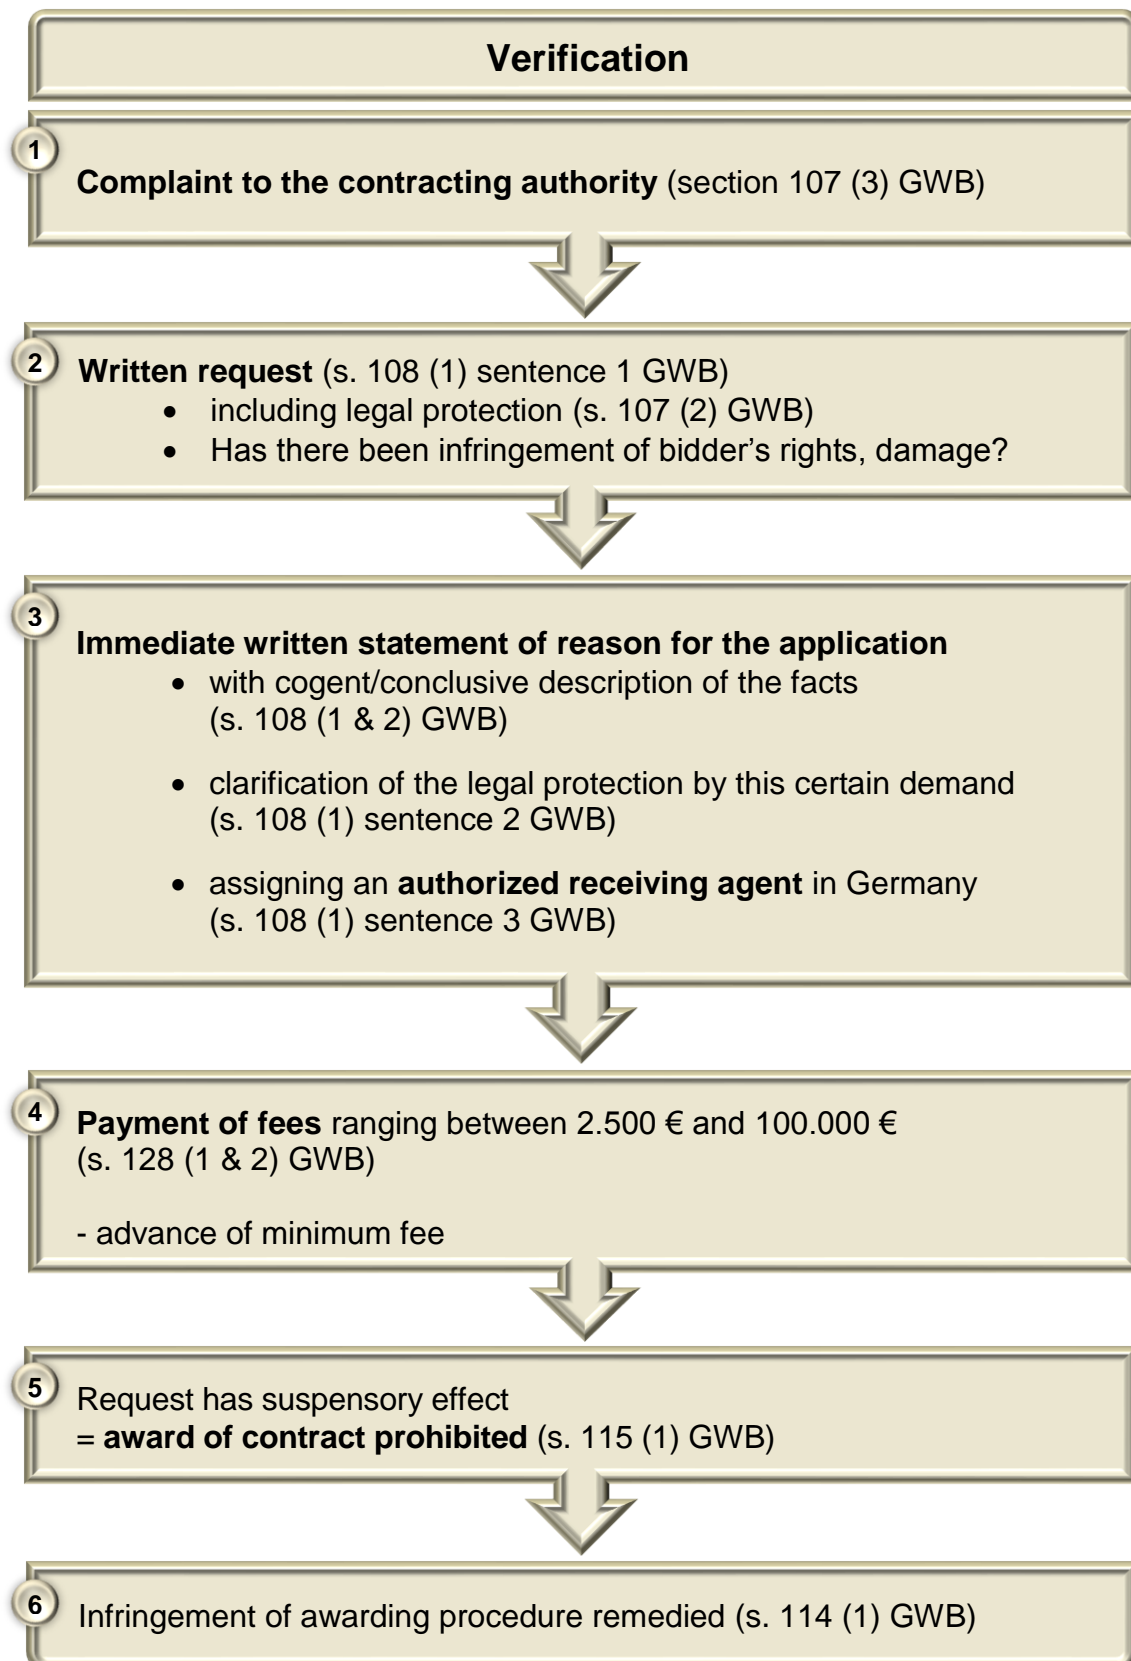 Verification
1
Complaint to the contracting authority (section 107 (3) GWB)
2
Written request (s. 108 (1) sentence 1 GWB)
• including legal protection (s. 107 (2) GWB)
• Has there been infringement of bidder’s rights, damage?
3
Immediate written statement of reason for the application
• with cogent/conclusive description of the facts
(s. 108 (1 & 2) GWB)
• clarification of the legal protection by this certain demand
(s. 108 (1) sentence 2 GWB)
• assigning an authorized receiving agent in Germany
(s. 108 (1) sentence 3 GWB)
4
Payment of fees ranging between 2.500 € and 100.000 €
(s. 128 (1 & 2) GWB)
- advance of minimum fee
5
Request has suspensory effect
= award of contract prohibited (s. 115 (1) GWB)
6
Infringement of awarding procedure remedied (s. 114 (1) GWB)